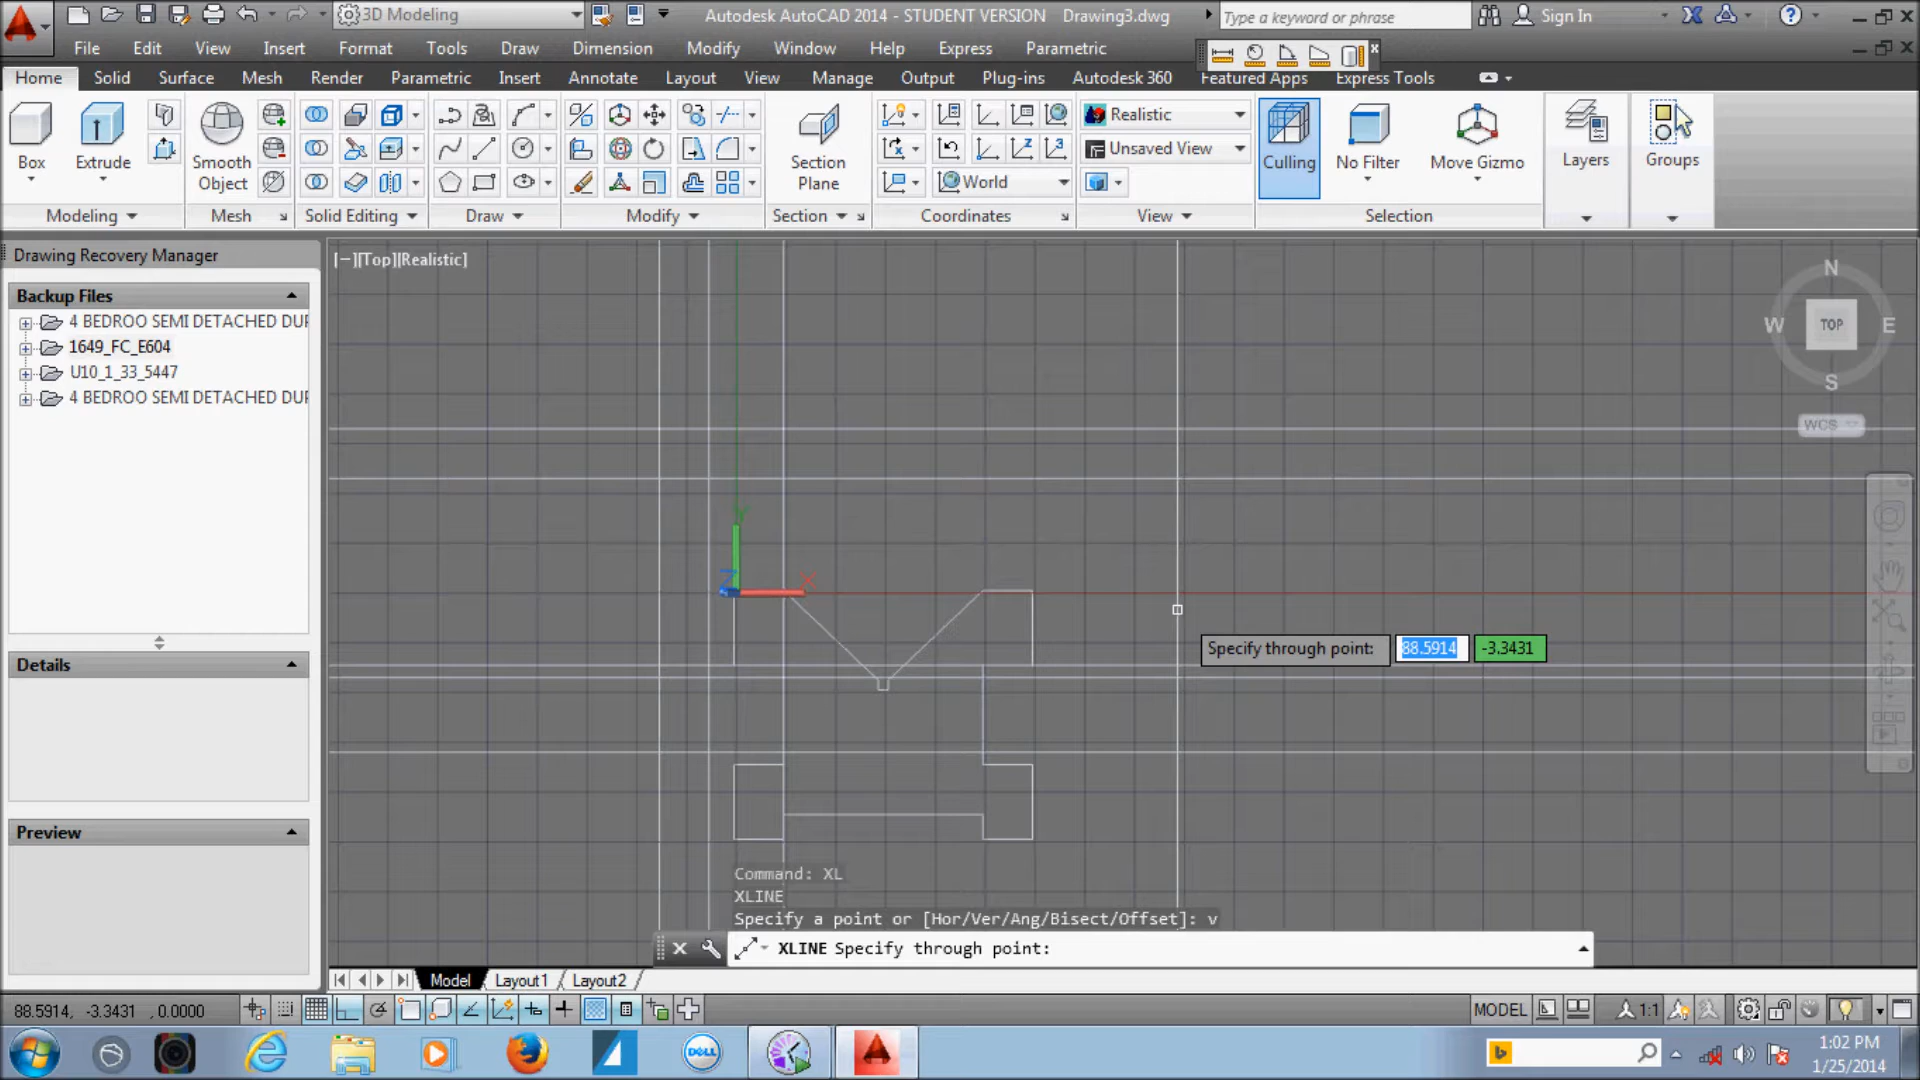 3D Modeling
Autodesk AutoCAD 2014 - STUDENT VERSION Drawing3.dwg
Type a keyword or phrase
Sign In
File Edit View Insert Format Tools Draw Dimension Modify Window Help Express Parametric
Home Solid Surface Mesh Render Parametric Insert Annotate Layout View Manage Output Plug-ins Autodesk 360 Featured Apps Express Tools
Box
Extrude
Smooth
Object
Section
Plane
World
Realistic
Unsaved View
Culling
No Filter
Move Gizmo
Layers
Groups
Modeling Mesh Solid Editing Draw Modify Section Coordinates View Selection
Drawing Recovery Manager
Backup Files
4 BEDROO SEMI DETACHED DU
1649_FC_E604
U10_1_33_5447
4 BEDROO SEMI DETACHED DU
Details
Preview
[−][Top][Realistic]
N
W TOP E
S
WCS
Y
Z X
Specify through point: 88.5914 -3.3431
Command: XL
XLINE
Specify a point or [Hor/Ver/Ang/Bisect/Offset]: v
XLINE Specify through point:
Model Layout1 Layout2
88.5914, -3.3431 , 0.0000
MODEL
1:1
DELL
1:02 PM
1/25/2014